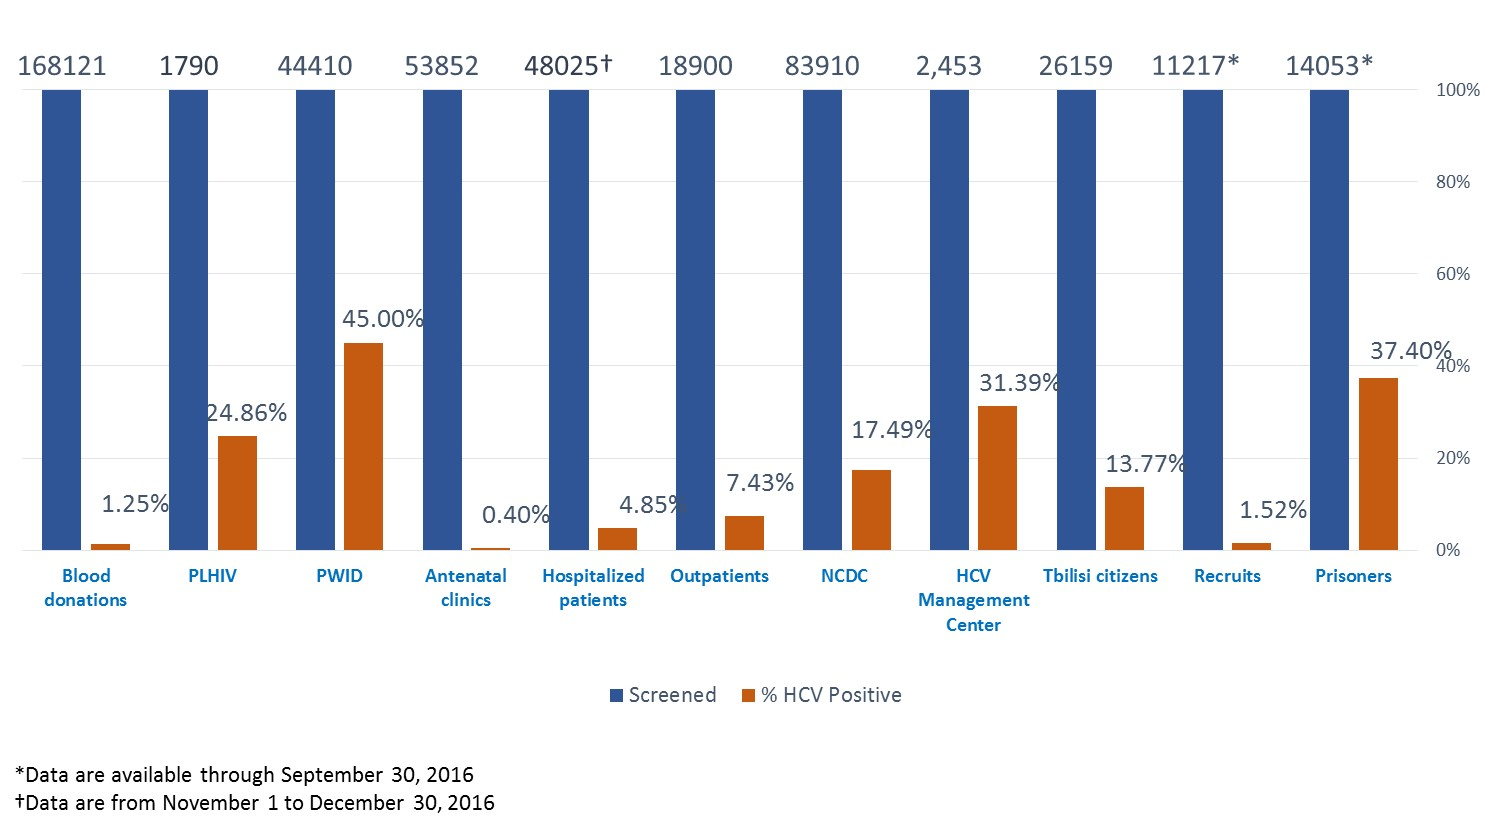 168121 1790 44410 53852 48025† 18900 83910 2,453 26159 11217* 14053*
100%
80%
60%
45.00%
37.40%
40%
31.39%
24.86%
17.49%
20%
13.77%
7.43%
4.85%
1.25%
0.40%
1.52%
0%
Blood donations
PLHIV
PWID
Antenatal clinics
Hospitalized patients
Outpatients
NCDC
HCV Management Center
Tbilisi citizens
Recruits
Prisoners
Screened % HCV Positive
*Data are available through September 30, 2016
†Data are from November 1 to December 30, 2016